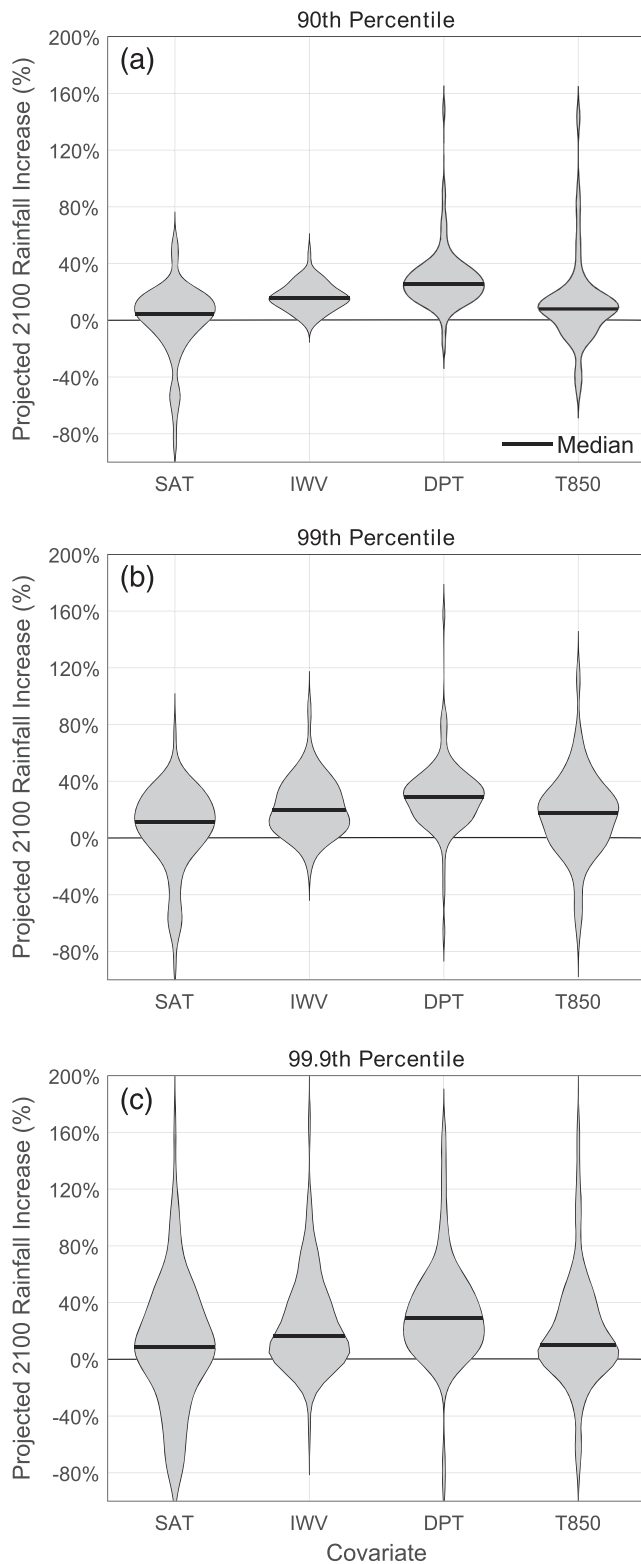 90th Percentile
(a)
Projected 2100 Rainfall Increase (%)
200%
160%
120%
80%
40%
0%
-40%
-80%
Median
SAT IWV DPT T850
99th Percentile
(b)
Projected 2100 Rainfall Increase (%)
200%
160%
120%
80%
40%
0%
-40%
-80%
SAT IWV DPT T850
99.9th Percentile
(c)
Projected 2100 Rainfall Increase (%)
200%
160%
120%
80%
40%
0%
-40%
-80%
SAT IWV DPT T850
Covariate